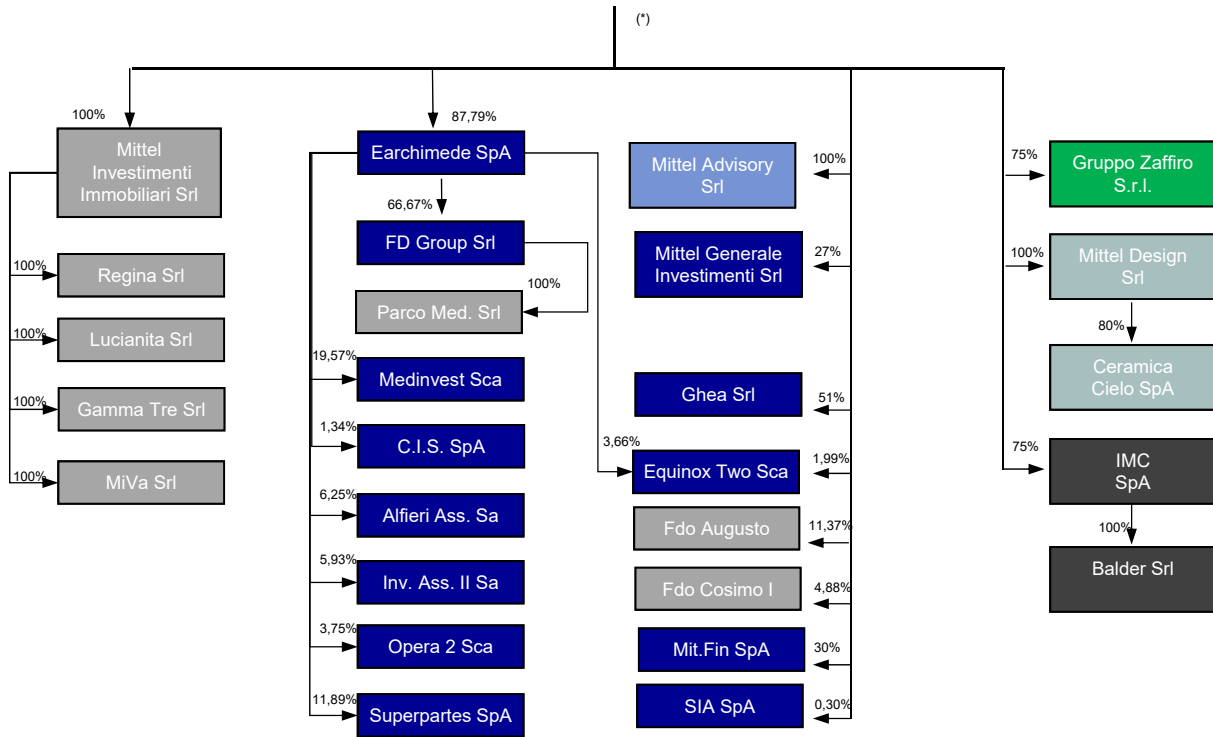 (*)
100%
Mittel
Investimenti
Immobiliari Srl
100%
Regina Srl
100%
Lucianita Srl
100%
Gamma Tre Srl
100%
MiVa Srl
87,79%
Earchimede SpA
66,67%
FD Group Srl
100%
Parco Med. Srl
19,57%
Medinvest Sca
1,34%
C.I.S. SpA
6,25%
Alfieri Ass. Sa
5,93%
Inv. Ass. II Sa
3,75%
Opera 2 Sca
11,89%
Superpartes SpA
Mittel Advisory
Srl
100%
Mittel Generale
Investimenti Srl
27%
Ghea Srl
51%
3,66%
Equinox Two Sca
1,99%
Fdo Augusto
11,37%
Fdo Cosimo I
4,88%
Mit.Fin SpA
30%
SIA SpA
0,30%
75%
Gruppo Zaffiro
S.r.l.
100%
Mittel Design
Srl
80%
Ceramica
Cielo SpA
75%
IMC
SpA
100%
Balder Srl